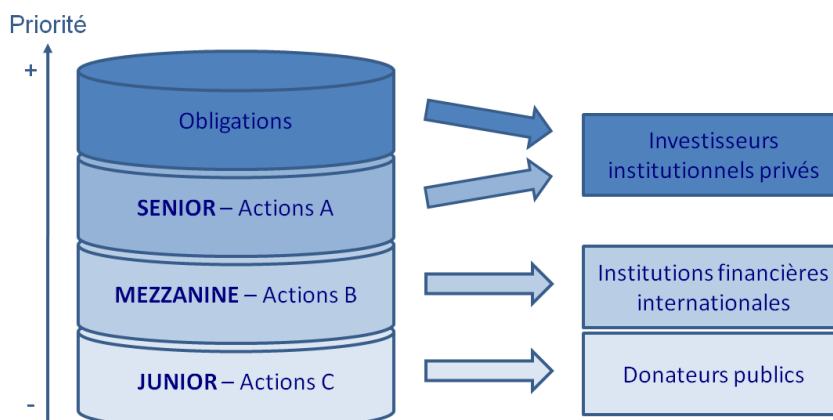 Priorité
+
Obligations
Investisseurs
institutionnels privés
SENIOR – Actions A
MEZZANINE – Actions B
Institutions financières
internationales
JUNIOR – Actions C
Donateurs publics
-